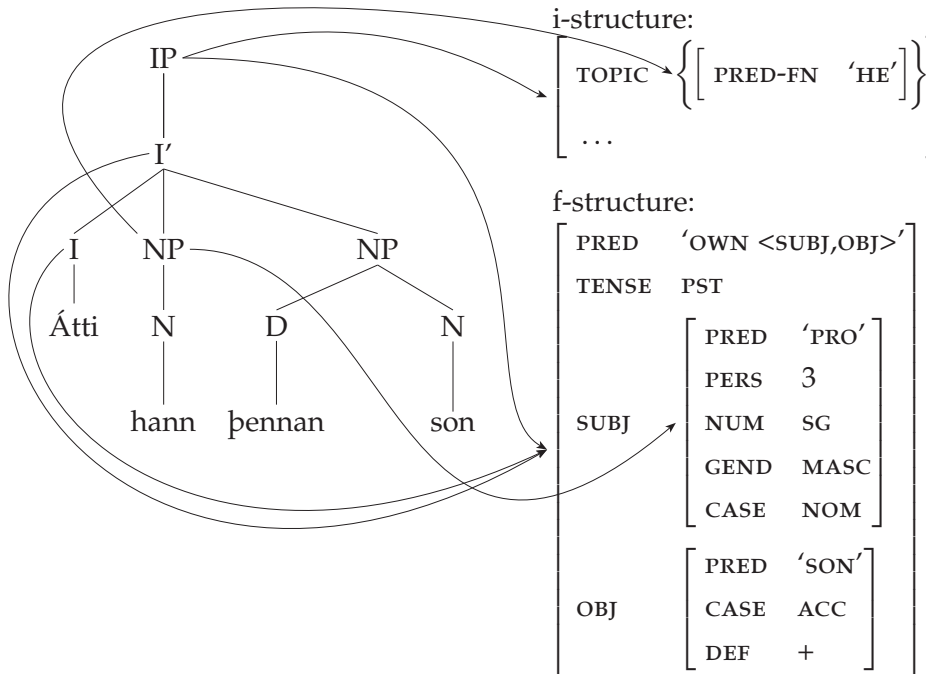 i-structure:
IP
TOPIC {[ PRED-FN ‘HE’ ]}
...
I’
f-structure:
I NP NP
PRED ‘OWN <SUBJ,OBJ>’
TENSE PST
Átti N D N
PRED ‘PRO’
PERS 3
hann þennan son
SUBJ NUM SG
GEND MASC
CASE NOM
PRED ‘SON’
OBJ CASE ACC
DEF +